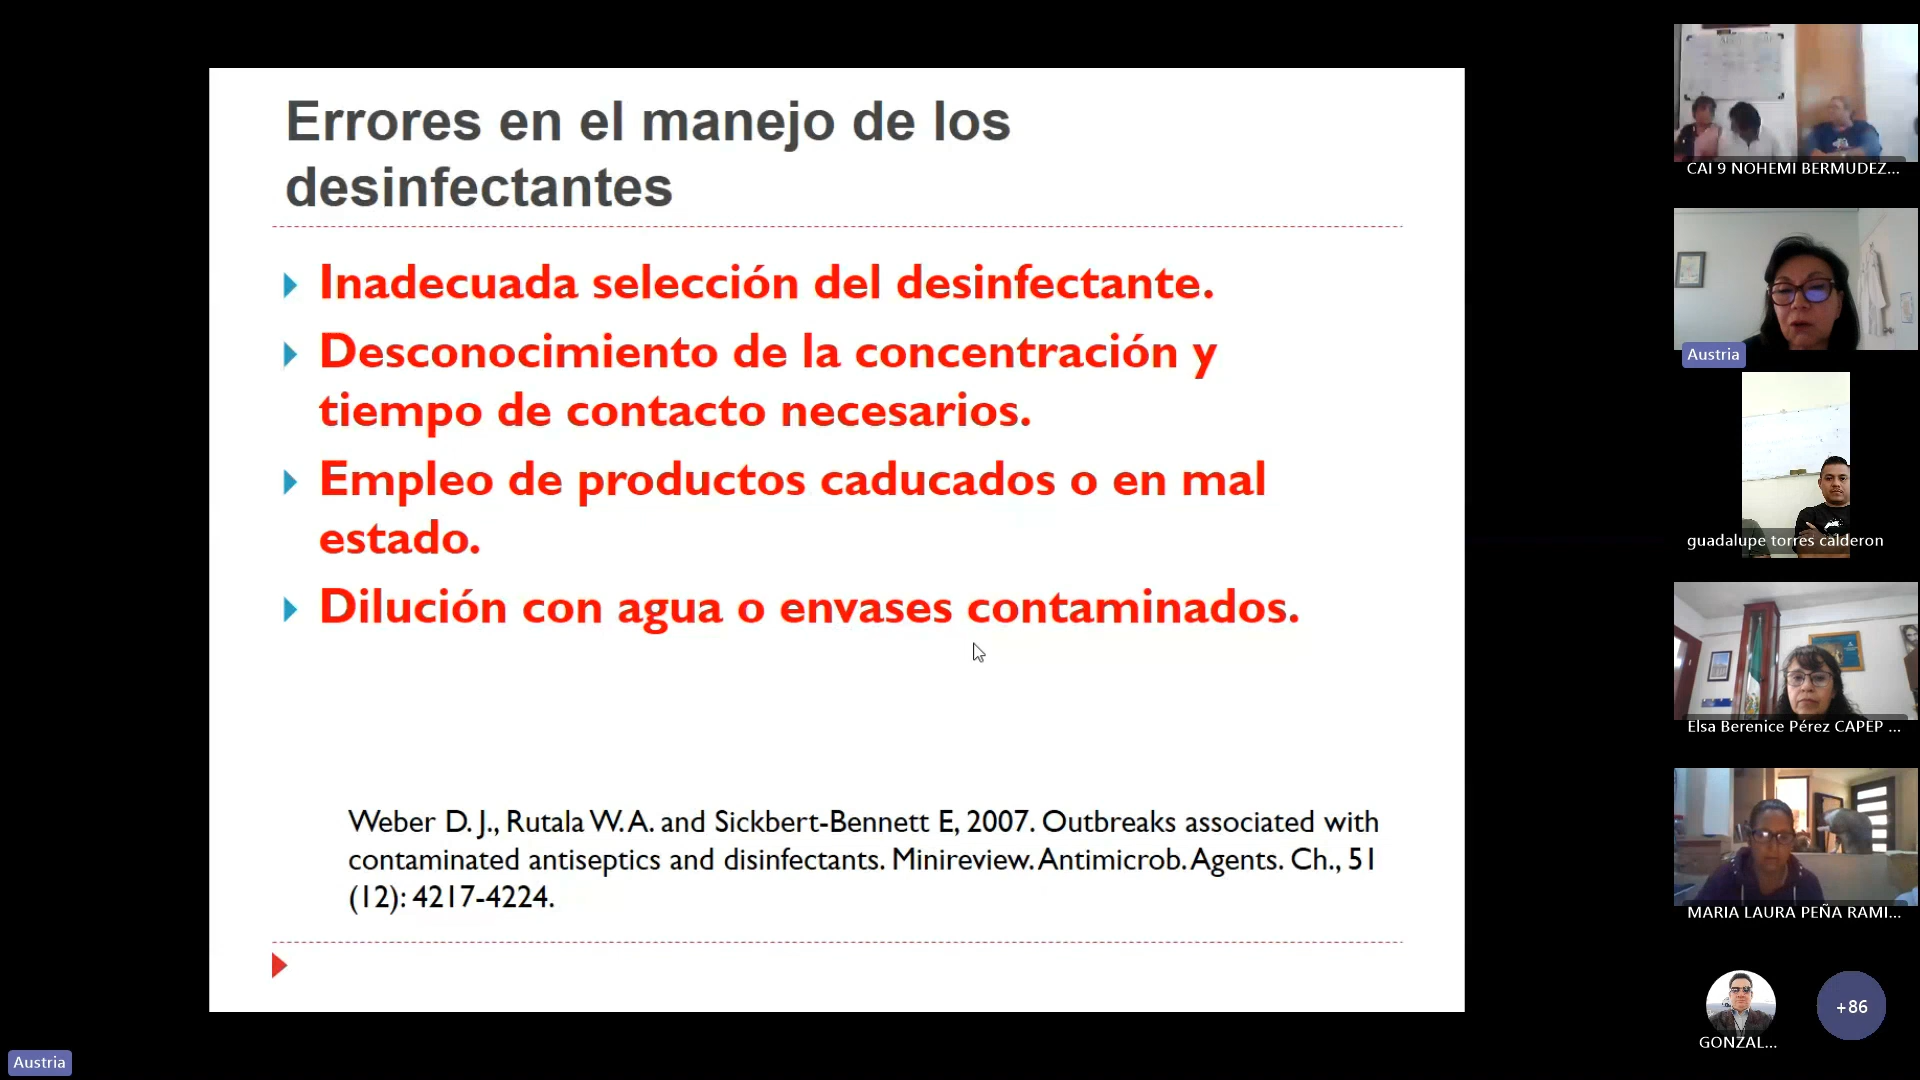 Errores en el manejo de los
desinfectantes
Inadecuada selección del desinfectante.
Desconocimiento de la concentración y
tiempo de contacto necesarios.
Empleo de productos caducados o en mal
estado.
Dilución con agua o envases contaminados.
Weber D. J., Rutala W. A. and Sickbert-Bennett E, 2007. Outbreaks associated with
contaminated antiseptics and disinfectants. Minireview. Antimicrob. Agents. Ch., 51
(12): 4217-4224.
CAI 9 NOHEMI BERMUDEZ...
Austria
guadalupe torres calderon
Elsa Berenice Pérez CAPEP ...
MARIA LAURA PEÑA RAMI...
GONZAL...
+86
Austria